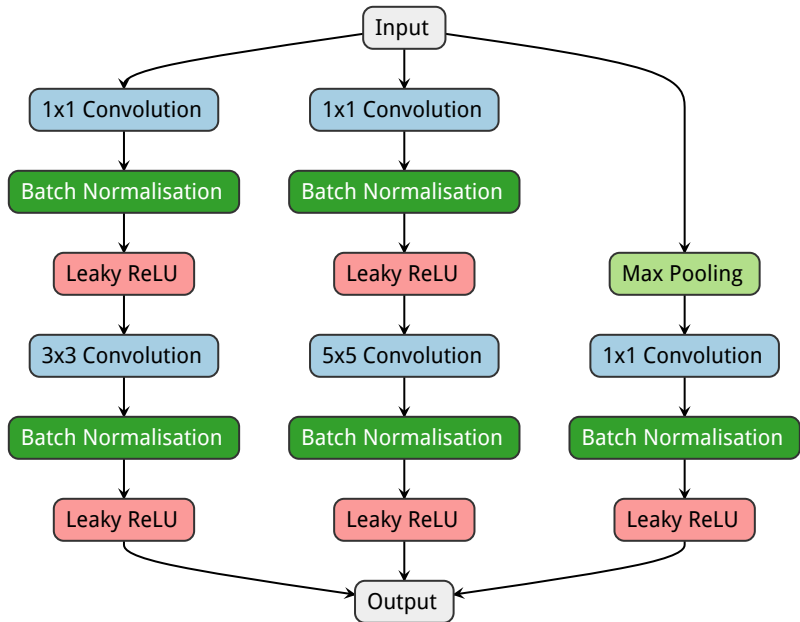 Input
1x1 Convolution
1x1 Convolution
Batch Normalisation
Batch Normalisation
Leaky ReLU
Leaky ReLU
Max Pooling
3x3 Convolution
5x5 Convolution
1x1 Convolution
Batch Normalisation
Batch Normalisation
Batch Normalisation
Leaky ReLU
Leaky ReLU
Leaky ReLU
Output